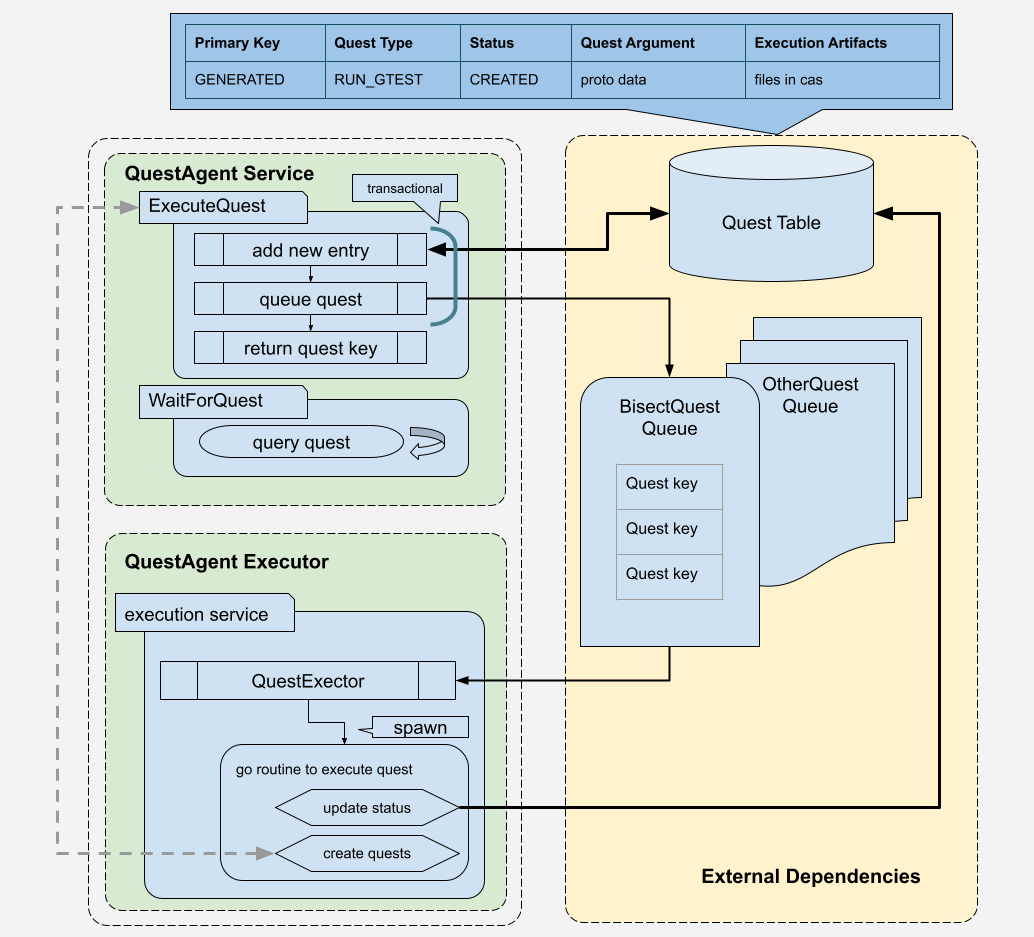 Primary Key Quest Type Status Quest Argument Execution Artifacts
GENERATED RUN_GTEST CREATED proto data files in cas
QuestAgent Service
transactional
ExecuteQuest
add new entry
queue quest
return quest key
WaitForQuest
query quest
Quest Table
OtherQuest
Queue
BisectQuest
Queue
Quest key
Quest key
Quest key
QuestAgent Executor
execution service
QuestExector
spawn
go routine to execute quest
update status
create quests
External Dependencies